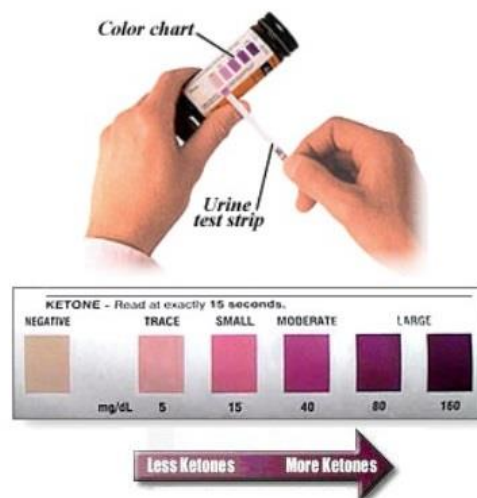 Color chart
Urine
test strip
KETONE - Read at exactly 15 seconds.
NEGATIVE TRACE SMALL MODERATE LARGE
mg/dL 5 15 40 80 160
Less Ketones More Ketones